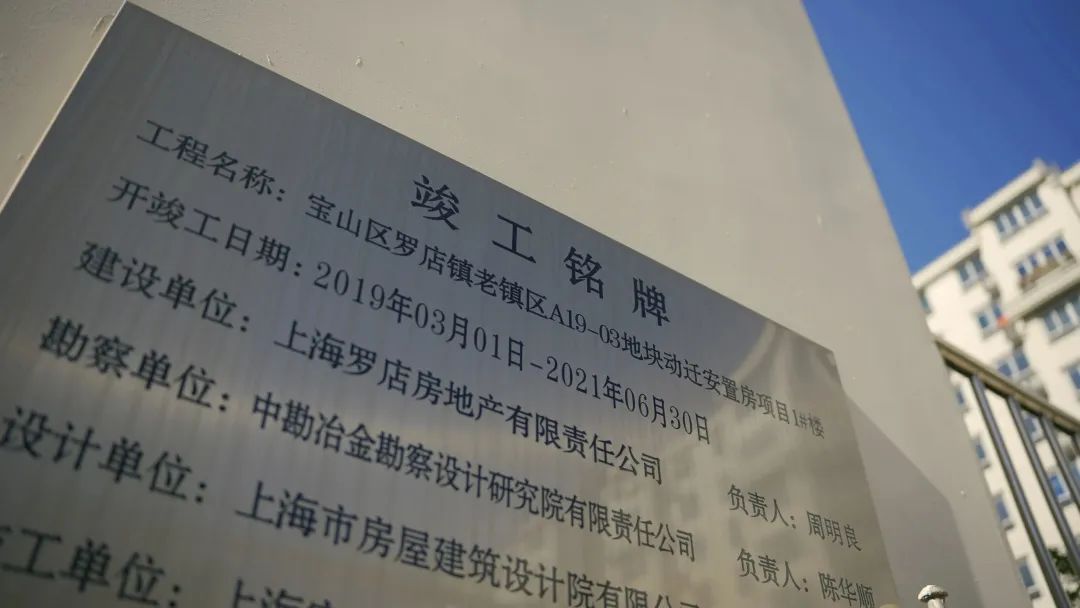 竣工铭牌
工程名称：宝山区罗店镇老镇区A19-03地块动迁安置房项目1#楼
开竣工日期：2019年03月01日-2021年06月30日
建设单位：上海罗店房地产有限责任公司
勘察单位：中勘冶金勘察设计研究院有限责任公司 负责人：周明良
设计单位：上海市房屋建筑设计院有限公 负责人：陈华顺
工单位：上海